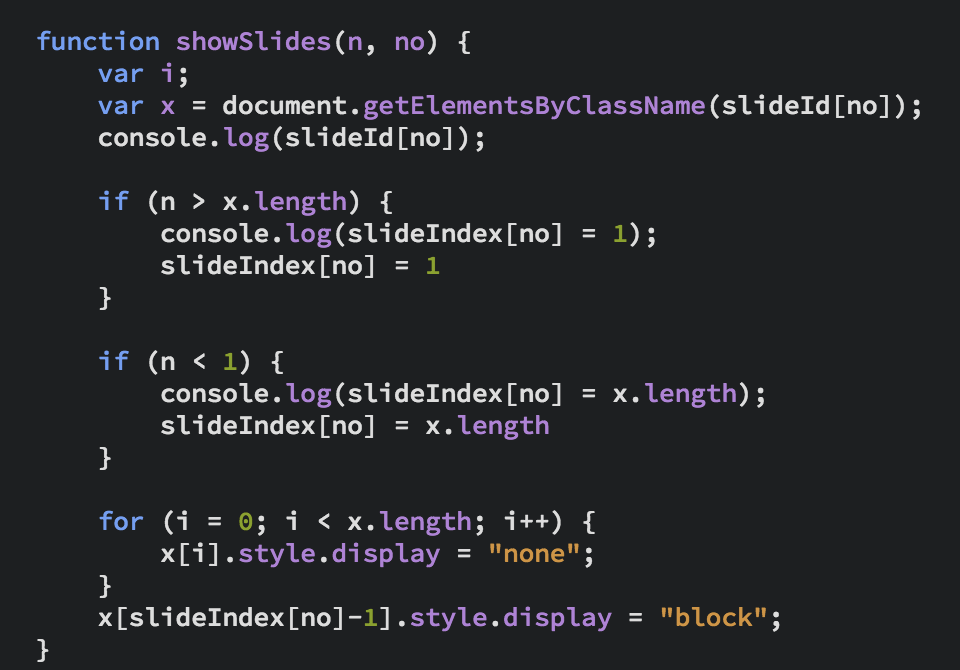 function showSlides(n, no) {
    var i;
    var x = document.getElementsByClassName(slideId[no]);
    console.log(slideId[no]);

    if (n > x.length) {
        console.log(slideIndex[no] = 1);
        slideIndex[no] = 1
    }

    if (n < 1) {
        console.log(slideIndex[no] = x.length);
        slideIndex[no] = x.length
    }

    for (i = 0; i < x.length; i++) {
        x[i].style.display = "none";
    }
    x[slideIndex[no]-1].style.display = "block";
}